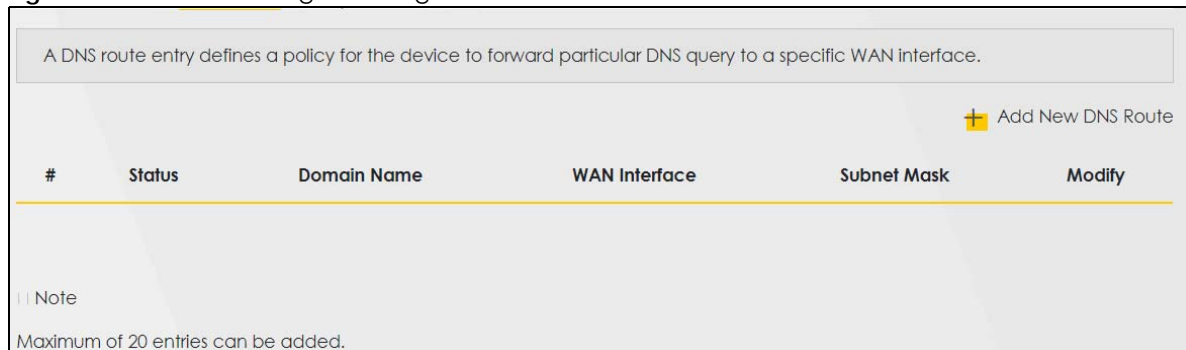 A DNS route entry defines a policy for the device to forward particular DNS query to a specific WAN interface.
+ Add New DNS Route
# Status Domain Name WAN Interface Subnet Mask Modify
Note
Maximum of 20 entries can be added.